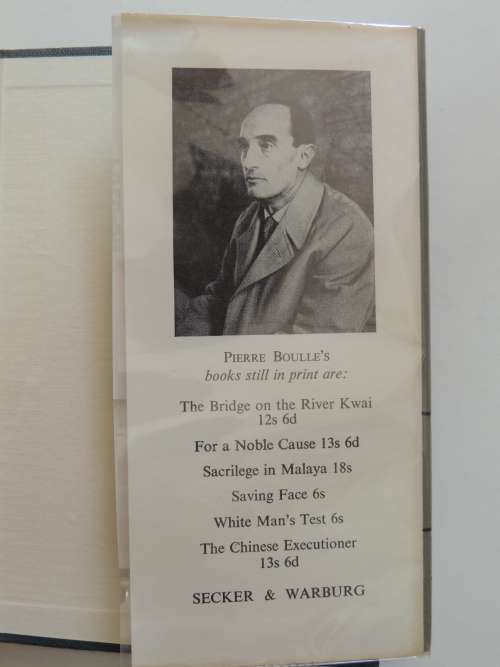 PIERRE BOULLE'S
books still in print are:
The Bridge on the River Kwai
12s 6d
For a Noble Cause 13s 6d
Sacrilege in Malaya 18s
Saving Face 6s
White Man's Test 6s
The Chinese Executioner
13s 6d
SECKER & WARBURG